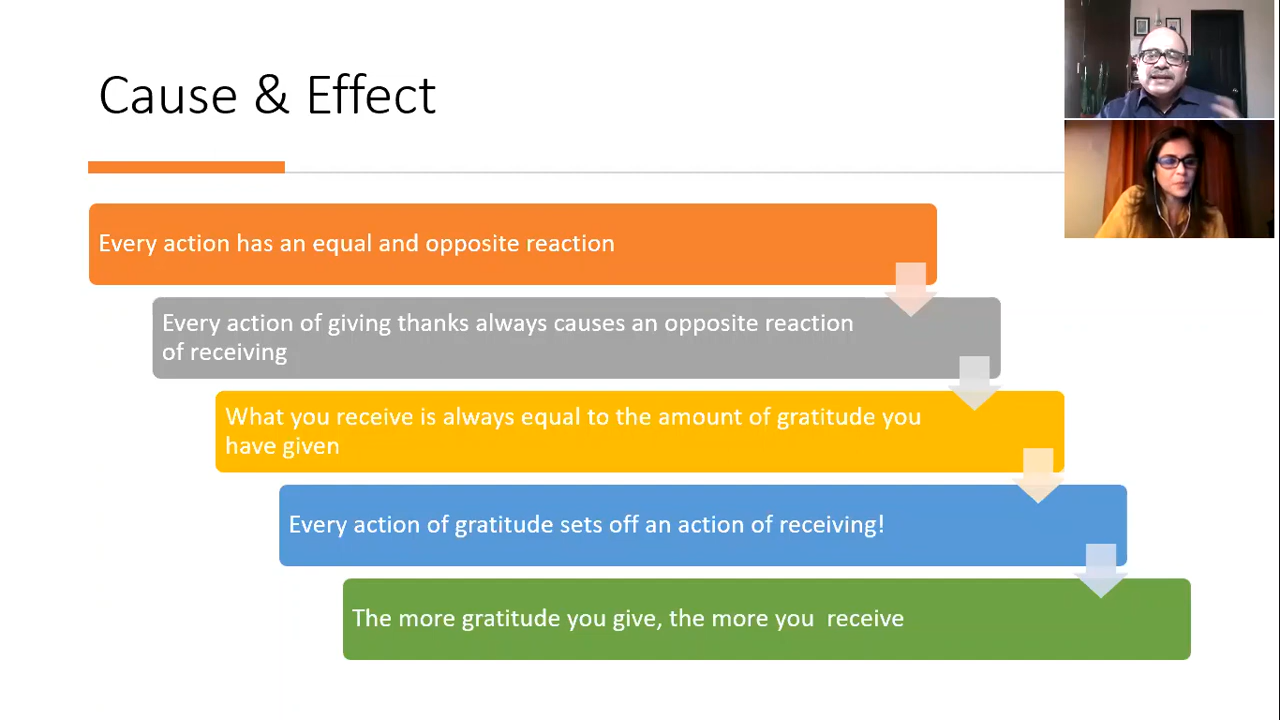 Cause & Effect
Every action has an equal and opposite reaction
Every action of giving thanks always causes an opposite reaction
of receiving
What you receive is always equal to the amount of gratitude you
have given
Every action of gratitude sets off an action of receiving!
The more gratitude you give, the more you  receive